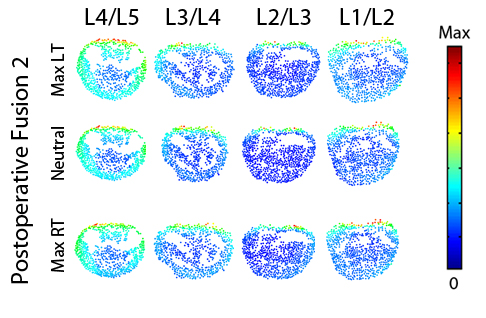 L4/L5 L3/L4 L2/L3 L1/L2
Max
Postoperative Fusion 2
Max LT
Neutral
Max RT
0